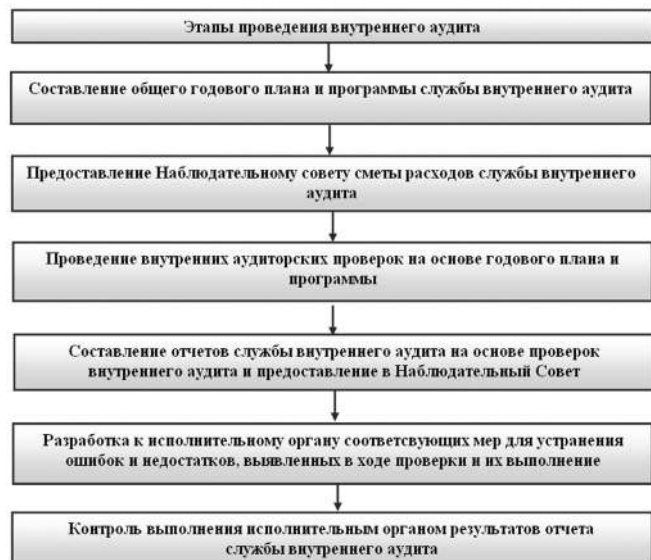 Этапы проведения внутреннего аудита
Составление общего годового плана и программы службы внутреннего аудита
Предоставление Наблюдательному совету сметы расходов службы внутреннего
аудита
Проведение внутренних аудиторских проверок на основе годового плана и
программы
Составление отчетов службы внутреннего аудита на основе проверок
внутреннего аудита и предоставление в Наблюдательный Совет
Разработка к исполнительному органу соответсвующих мер для устранения
ошибок и недостатков, выявленных в ходе проверки и их выполнение
Контроль выполнения исполнительным органом результатов отчета
службы внутреннего аудита